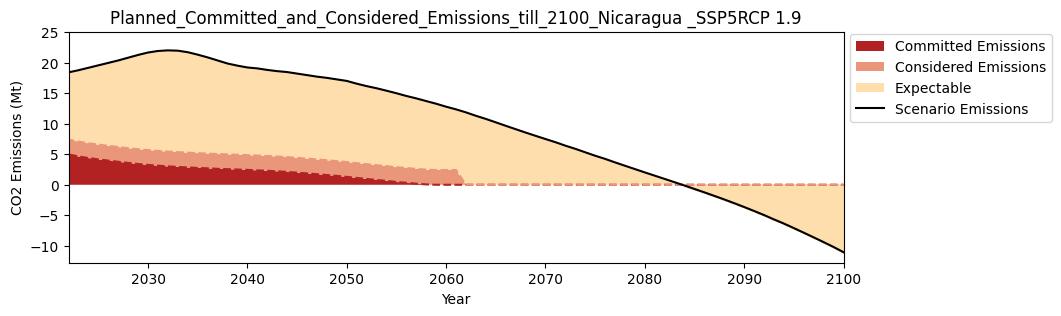 Planned_Committed_and_Considered_Emissions_till_2100_Nicaragua _SSP5RCP 1.9
CO2 Emissions (Mt)
25
20
15
10
5
0
−5
−10
2030
2040
2050
2060
2070
2080
2090
2100
Year
Committed Emissions
Considered Emissions
Expectable
Scenario Emissions